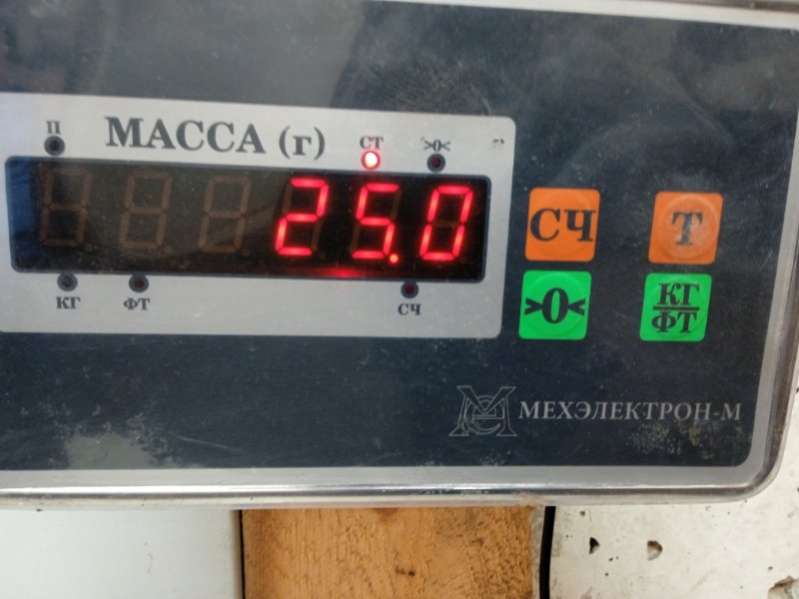 П
МАССА (г)
СТ
>0<
25.0
КГ
ФТ
СЧ
СЧ
Т
>0<
КГ
ФТ
МЕХЭЛЕКТРОН-М